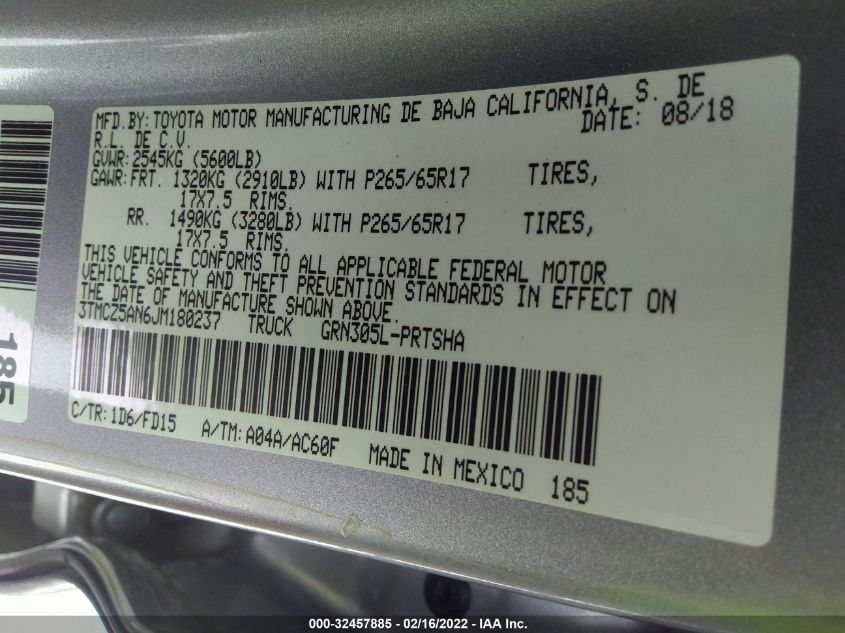 MFD.BY: TOYOTA MOTOR MANUFACTURING DE BAJA CALIFORNIA, S. DE
R.L. DE C.V. DATE: 08/18
GVWR: 2545KG (5600LB)
GAWR: FRT. 1320KG (2910LB) WITH P265/65R17 TIRES,
17X7.5 RIMS.
RR. 1490KG (3280LB) WITH P265/65R17 TIRES,
17X7.5 RIMS.
THIS VEHICLE CONFORMS TO ALL APPLICABLE FEDERAL MOTOR
VEHICLE SAFETY AND THEFT PREVENTION STANDARDS IN EFFECT ON
THE DATE OF MANUFACTURE SHOWN ABOVE.
3TMCZ5AN6JM180237 TRUCK GRN305L-PRTSHA
C/TR: 1D6/FD15 A/TM: A04A/AC60F MADE IN MEXICO 185
185
000-32457885 - 02/16/2022 - IAA Inc.